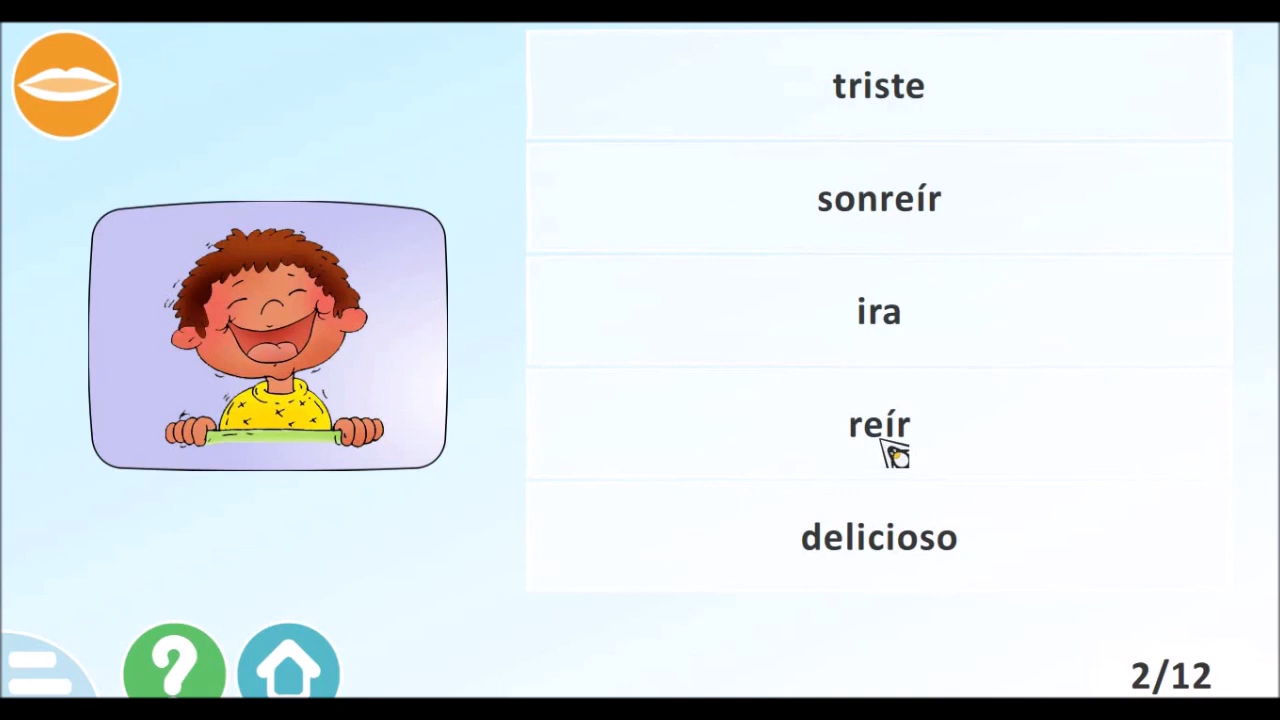 triste
sonreír
ira
reír
delicioso
?
2/12